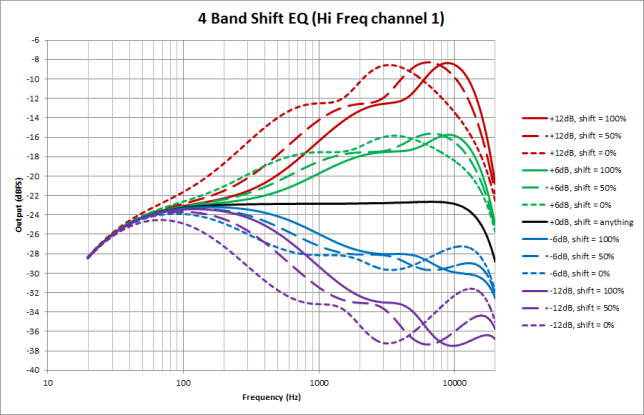 4 Band Shift EQ (Hi Freq channel 1)
-6
-8
-10
-12
-14
-16
-18
-20
-22
-24
-26
-28
-30
-32
-34
-36
-38
-40
Output (dBFS)
10
100
1000
10000
Frequency (Hz)
+12dB, shift = 100%
+12dB, shift = 50%
+12dB, shift = 0%
+6dB, shift = 100%
+6dB, shift = 50%
+6dB, shift = 0%
+0dB, shift = anything
-6dB, shift = 100%
-6dB, shift = 50%
-6dB, shift = 0%
-12dB, shift = 100%
-12dB, shift = 50%
-12dB, shift = 0%